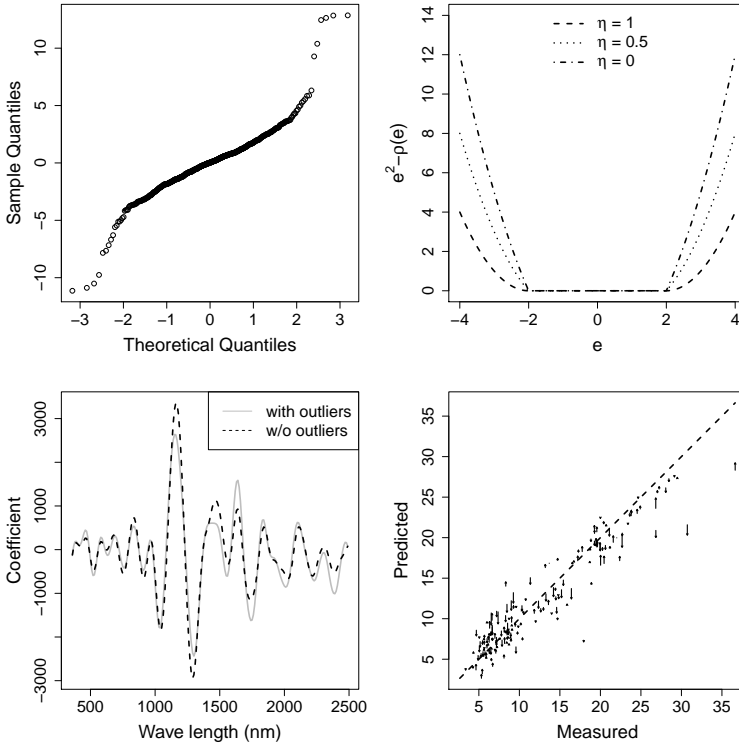 10
5
0
−5
−10
Sample Quantiles
−3 −2 −1 0 1 2 3
Theoretical Quantiles
14
12
10
8
6
4
2
0
e²−ρ(e)
η = 1
η = 0.5
η = 0
−4 −2 0 2 4
e
3000
1000
0
−1000
−3000
Coefficient
with outliers
w/o outliers
500 1000 1500 2000 2500
Wave length (nm)
35
30
25
20
15
10
5
Predicted
5 10 15 20 25 30 35
Measured